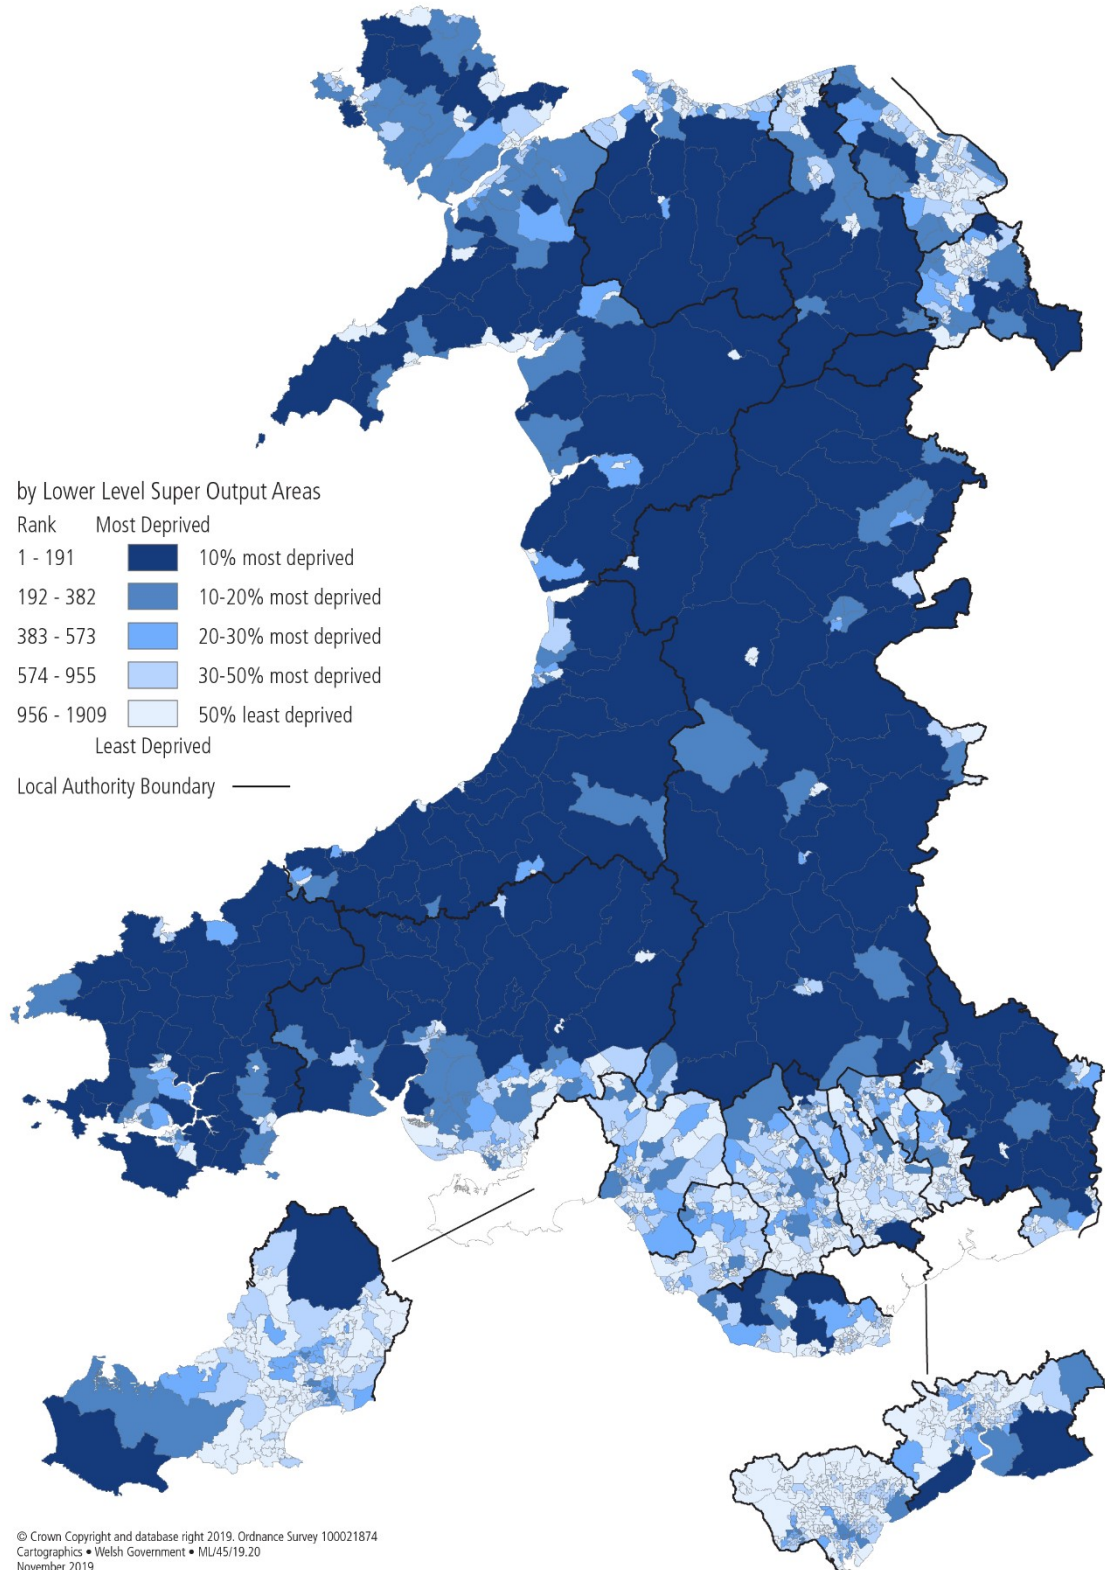 by Lower Level Super Output Areas
Rank Most Deprived
1 - 191 10% most deprived
192 - 382 10-20% most deprived
383 - 573 20-30% most deprived
574 - 955 30-50% most deprived
956 - 1909 50% least deprived
Least Deprived
Local Authority Boundary
© Crown Copyright and database right 2019. Ordnance Survey 100021874
Cartographics • Welsh Government • ML/45/19.20
November 2019